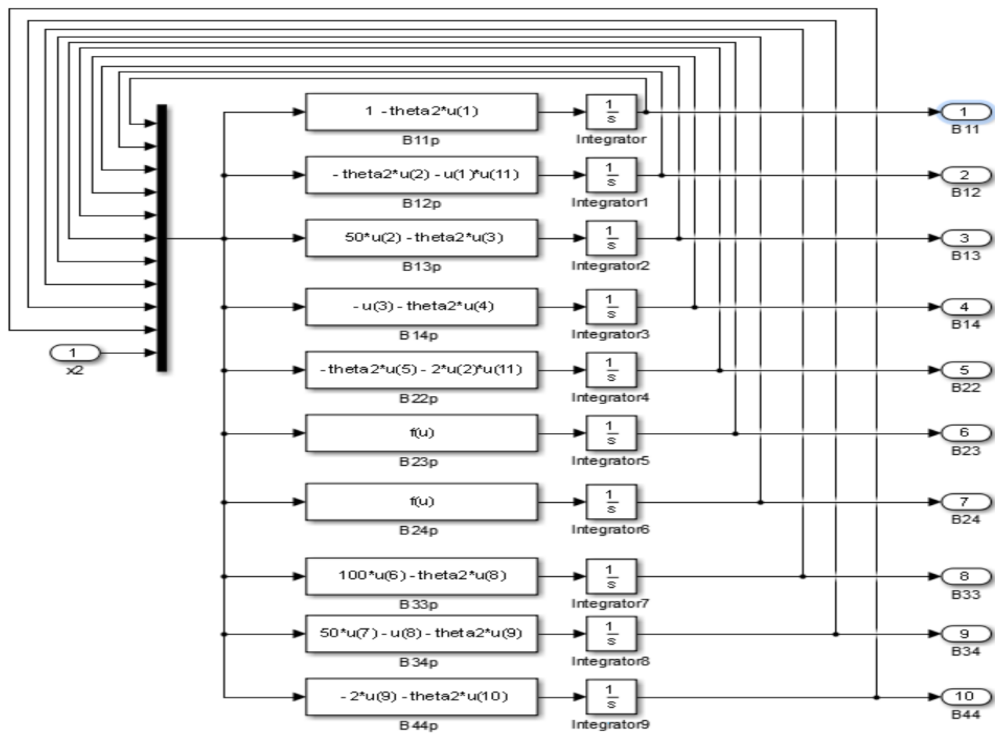 1 - theta2*u(1)
B11p
1
s
Integrator
1
B11
- theta2*u(2) - u(1)*u(11)
B12p
1
s
Integrator1
2
B12
50*u(2) - theta2*u(3)
B13p
1
s
Integrator2
3
B13
- u(3) - theta2*u(4)
B14p
1
s
Integrator3
4
B14
1
x2
-theta2*u(5) - 2*u(2)*u(11)
B22p
1
s
Integrator4
5
B22
f(u)
B23p
1
s
Integrator5
6
B23
f(u)
B24p
1
s
Integrator6
7
B24
100*u(6) - theta2*u(8)
B33p
1
s
Integrator7
8
B33
50*u(7) - u(8) - theta2*u(9)
B34p
1
s
Integrator8
9
B34
- 2*u(9) - theta2*u(10)
B44p
1
s
Integrator9
10
B44